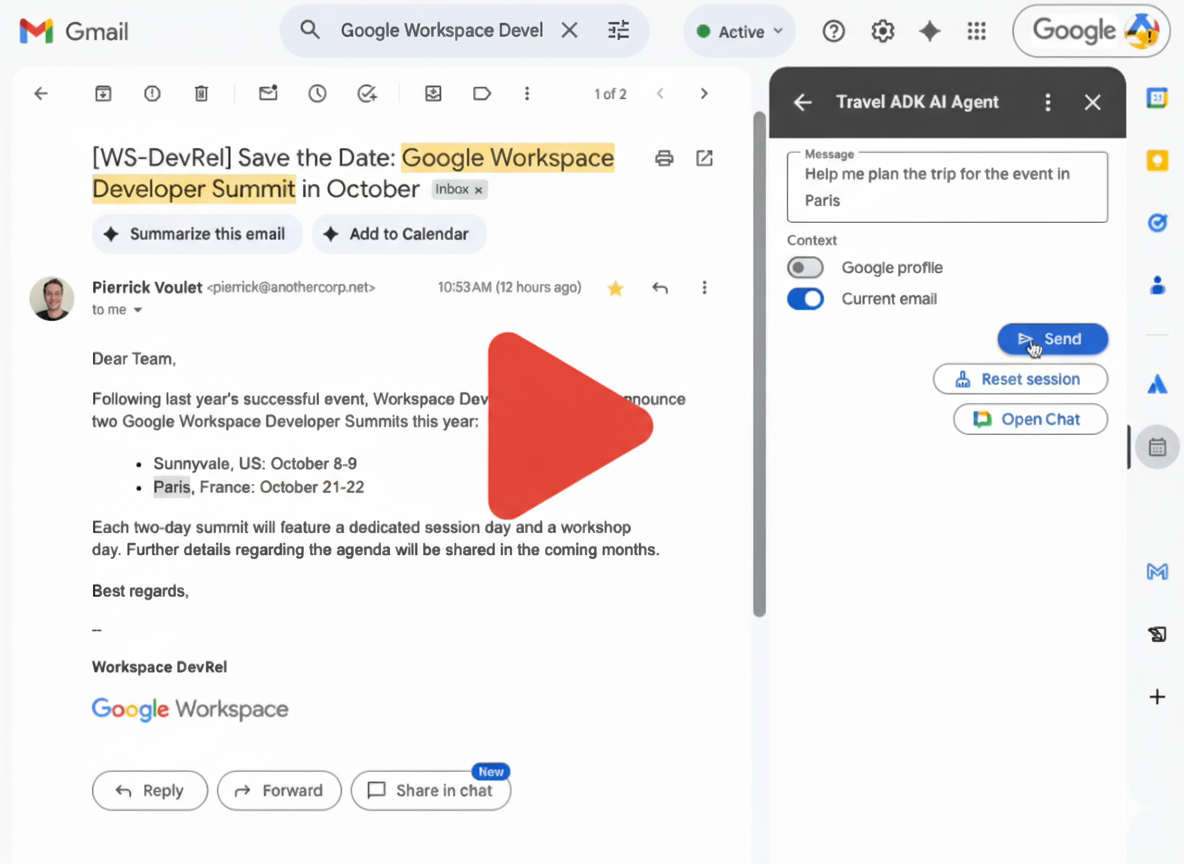 Gmail
Google Workspace Devel
Active
Google
1 of 2
[WS-DevRel] Save the Date: Google Workspace
Developer Summit in October Inbox x
Summarize this email
Add to Calendar
Pierrick Voulet <pierrick@anothercorp.net>
10:53 AM (12 hours ago)
to me
Dear Team,
Following last year's successful event, Workspace Dev
two Google Workspace Developer Summits this year:
Sunnyvale, US: October 8-9
Paris, France: October 21-22
Each two-day summit will feature a dedicated session day and a workshop
day. Further details regarding the agenda will be shared in the coming months.
Best regards,
--
Workspace DevRel
Google Workspace
Reply
Forward
Share in chat
New
Travel ADK AI Agent
Message
Help me plan the trip for the event in
Paris
Context
Google profile
Current email
Send
Reset session
Open Chat